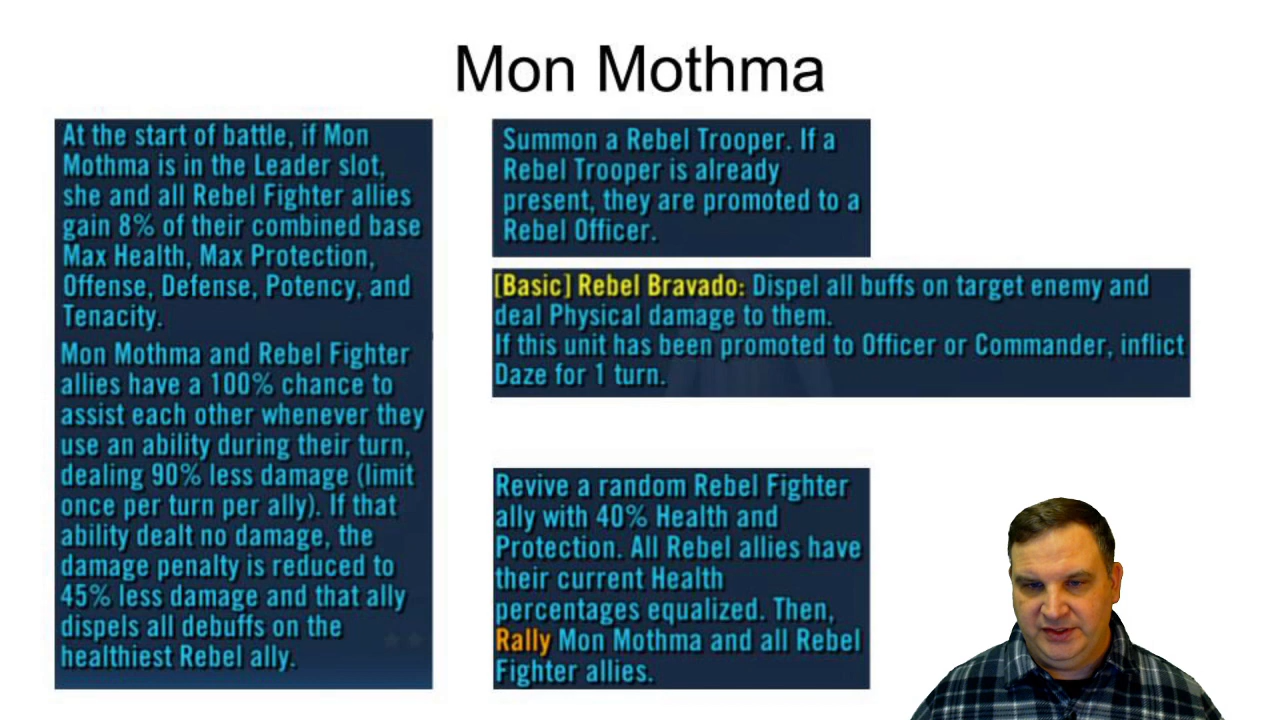 Mon Mothma
At the start of battle, if Mon
Mothma is in the Leader slot,
she and all Rebel Fighter allies
gain 8% of their combined base
Max Health, Max Protection,
Offense, Defense, Potency, and
Tenacity.
Mon Mothma and Rebel Fighter
allies have a 100% chance to
assist each other whenever they
use an ability during their turn,
dealing 90% less damage (limit
once per turn per ally). If that
ability dealt no damage, the
damage penalty is reduced to
45% less damage and that ally
dispels all debuffs on the
healthiest Rebel ally.
Summon a Rebel Trooper. If a
Rebel Trooper is already
present, they are promoted to a
Rebel Officer.
[Basic] Rebel Bravado: Dispel all buffs on target enemy and
deal Physical damage to them.
If this unit has been promoted to Officer or Commander, inflict
Daze for 1 turn.
Revive a random Rebel Fighter
ally with 40% Health and
Protection. All Rebel allies have
their current Health
percentages equalized. Then,
Rally Mon Mothma and all Rebel
Fighter allies.